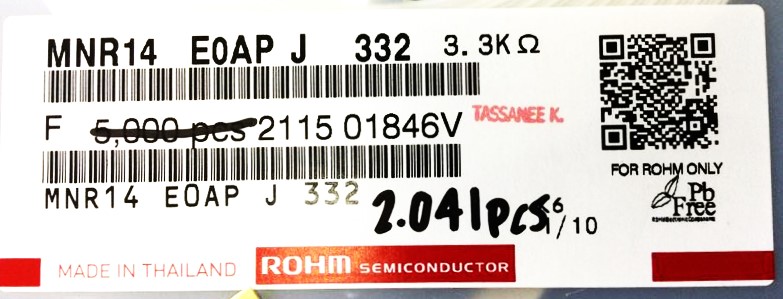 MNR14 E0AP J 332 3.3KΩ
F 5,000 pcs 2115 01846V TASSANEE K.
FOR ROHM ONLY
MNR14 E0AP J 332
2.041pcs 6/10
Pb
Free
MADE IN THAILAND ROHM SEMICONDUCTOR